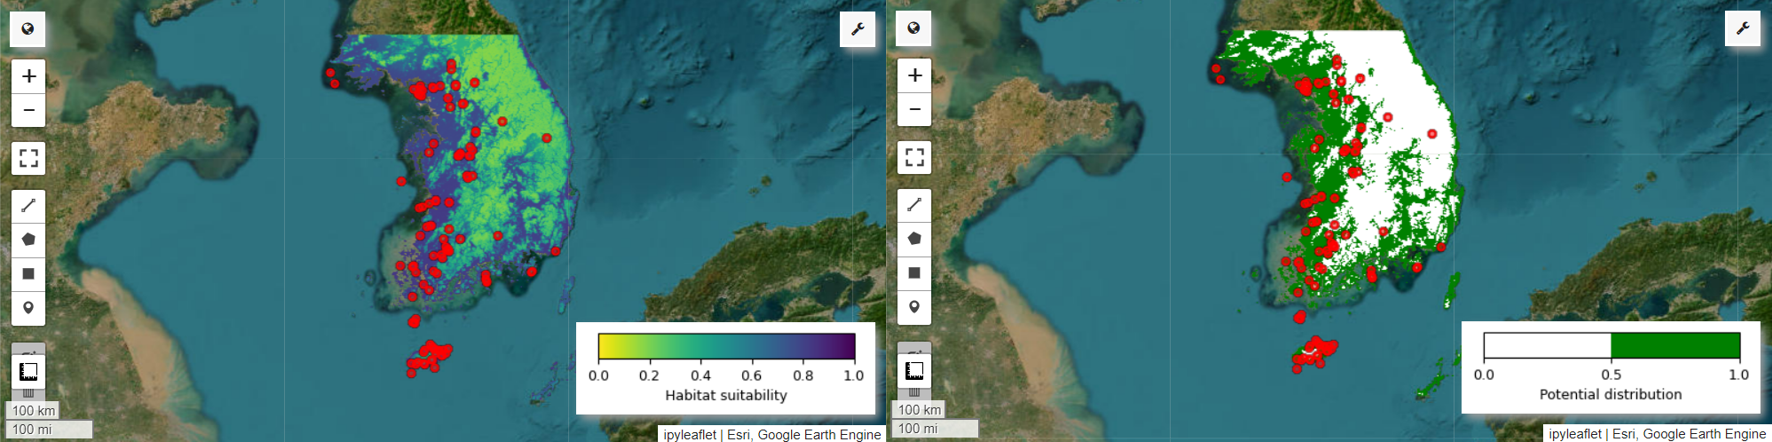 +
−
100 km
100 mi
0.0 0.2 0.4 0.6 0.8 1.0
Habitat suitability
ipyleaflet | Esri, Google Earth Engine
+
−
100 km
100 mi
0.0 0.5 1.0
Potential distribution
ipyleaflet | Esri, Google Earth Engine